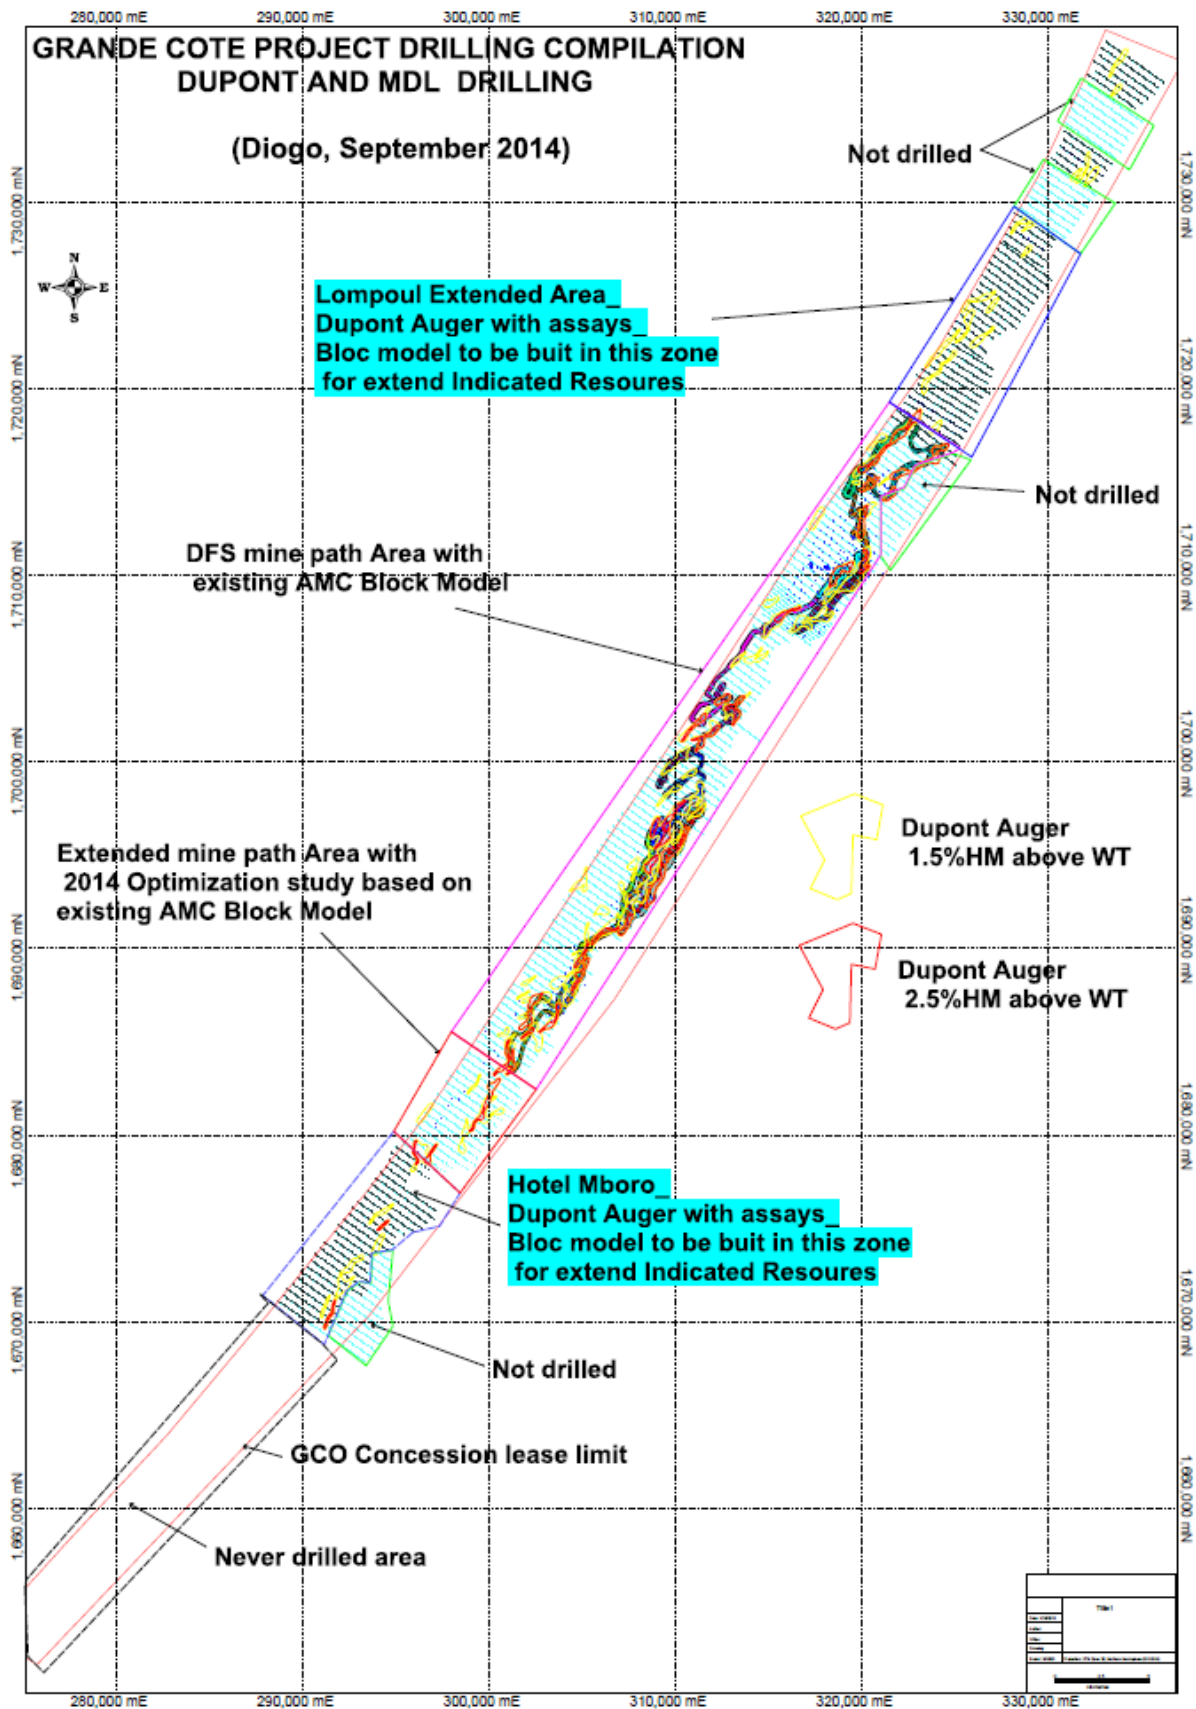 280,000 mE 290,000 mE 300,000 mE 310,000 mE 320,000 mE 330,000 mE
GRANDE COTE PROJECT DRILLING COMPILATION
DUPONT AND MDL DRILLING
(Diogo, September 2014)
Not drilled
1,730,000 mN
1,730,000 mN
N
W E
S
Lompoul Extended Area_
Dupont Auger with assays_
Bloc model to be buit in this zone
for extend Indicated Resoures
1,720,000 mN
1,720,000 mN
Not drilled
DFS mine path Area with
existing AMC Block Model
1,710,000 mN
1,710,000 mN
1,700,000 mN
1,700,000 mN
Dupont Auger
1.5%HM above WT
Extended mine path Area with
2014 Optimization study based on
existing AMC Block Model
1,690,000 mN
1,690,000 mN
Dupont Auger
2.5%HM above WT
1,680,000 mN
1,680,000 mN
Hotel Mboro_
Dupont Auger with assays_
Bloc model to be buit in this zone
for extend Indicated Resoures
1,670,000 mN
1,670,000 mN
Not drilled
GCO Concession lease limit
1,660,000 mN
1,660,000 mN
Never drilled area
280,000 mE 290,000 mE 300,000 mE 310,000 mE 320,000 mE 330,000 mE